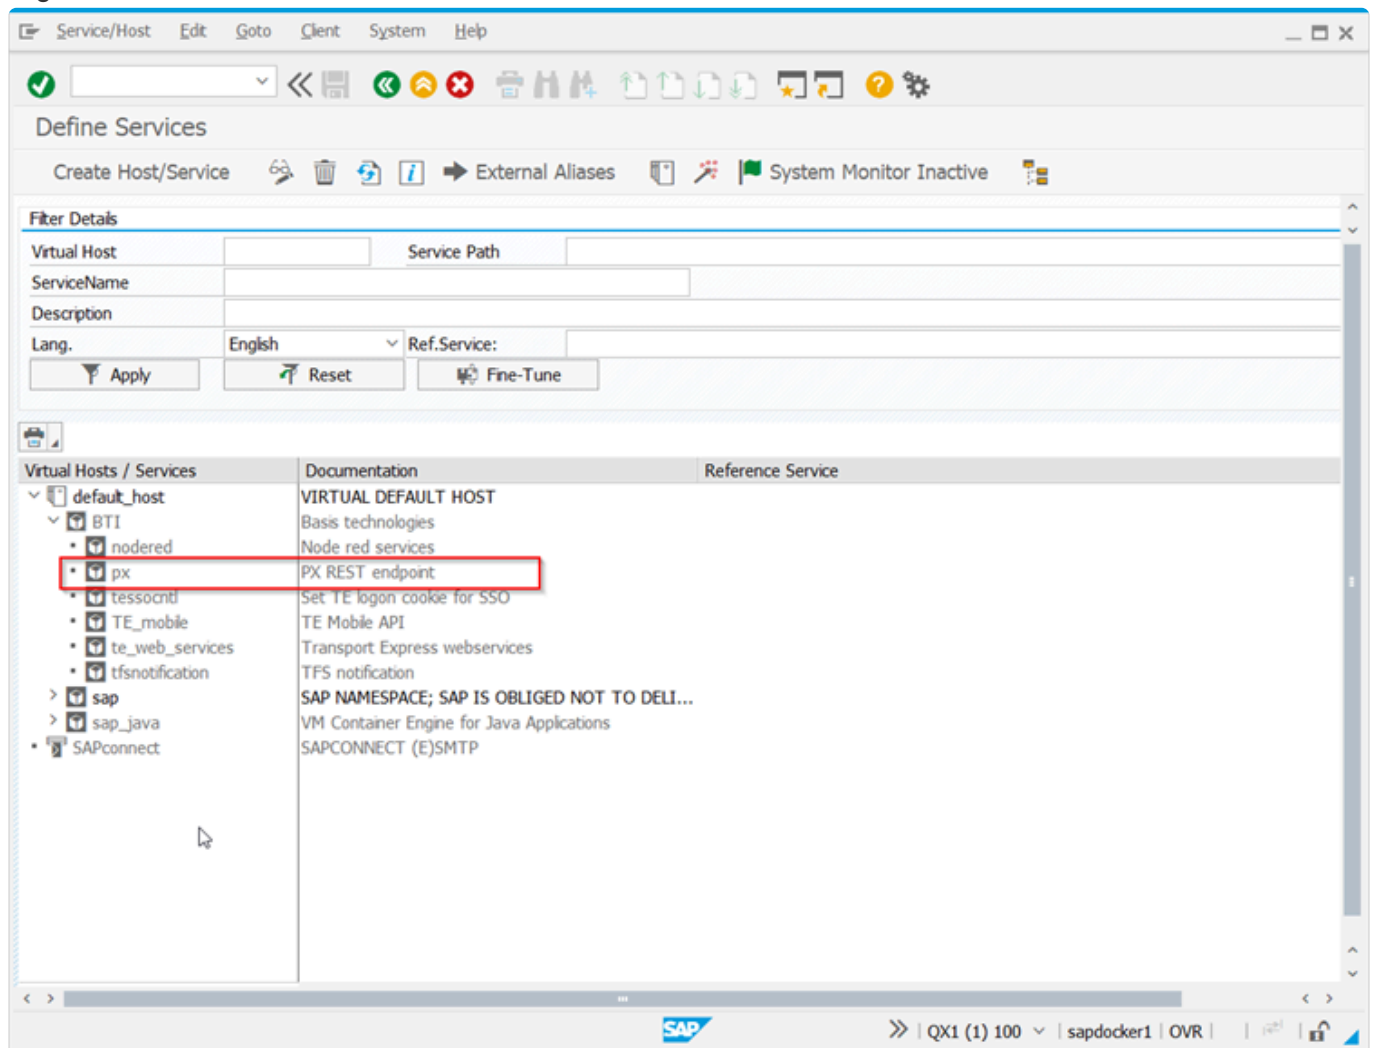 Service/Host Edit Goto Client System Help
Define Services
Create Host/Service External Aliases System Monitor Inactive
Filter Details
Virtual Host Service Path
ServiceName
Description
Lang. English Ref.Service:
Apply Reset Fine-Tune
Virtual Hosts / Services Documentation Reference Service
default_host VIRTUAL DEFAULT HOST
BTI Basis technologies
nodered Node red services
px PX REST endpoint
tessocntl Set TE logon cookie for SSO
TE_mobile TE Mobile API
te_web_services Transport Express webservices
tfsnotification TFS notification
sap SAP NAMESPACE; SAP IS OBLIGED NOT TO DELI...
sap_java VM Container Engine for Java Applications
SAPconnect SAPCONNECT (E)SMTP
SAP QX1 (1) 100 sapdocker1 OVR